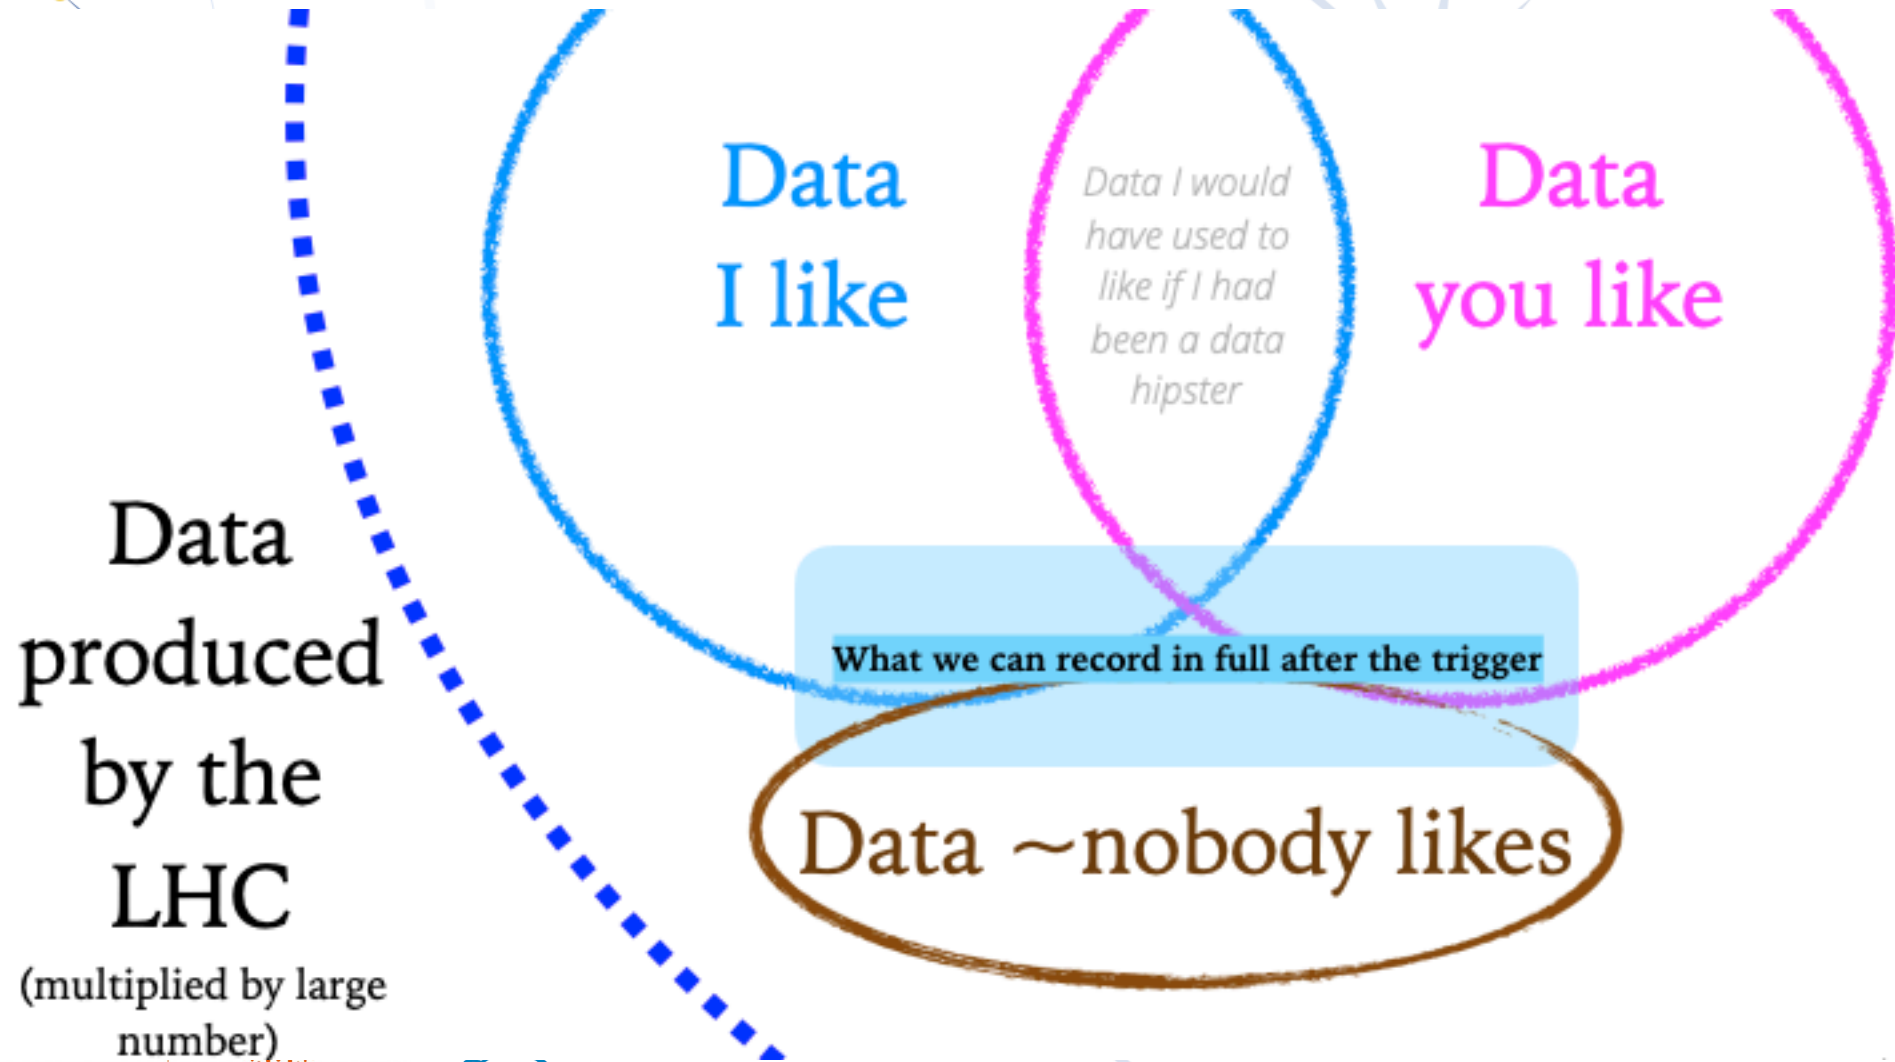 Data
I like
Data I would
have used to
like if I had
been a data
hipster
Data
you like
Data
produced
by the
LHC
(multiplied by large
number)
What we can record in full after the trigger
Data ~nobody likes